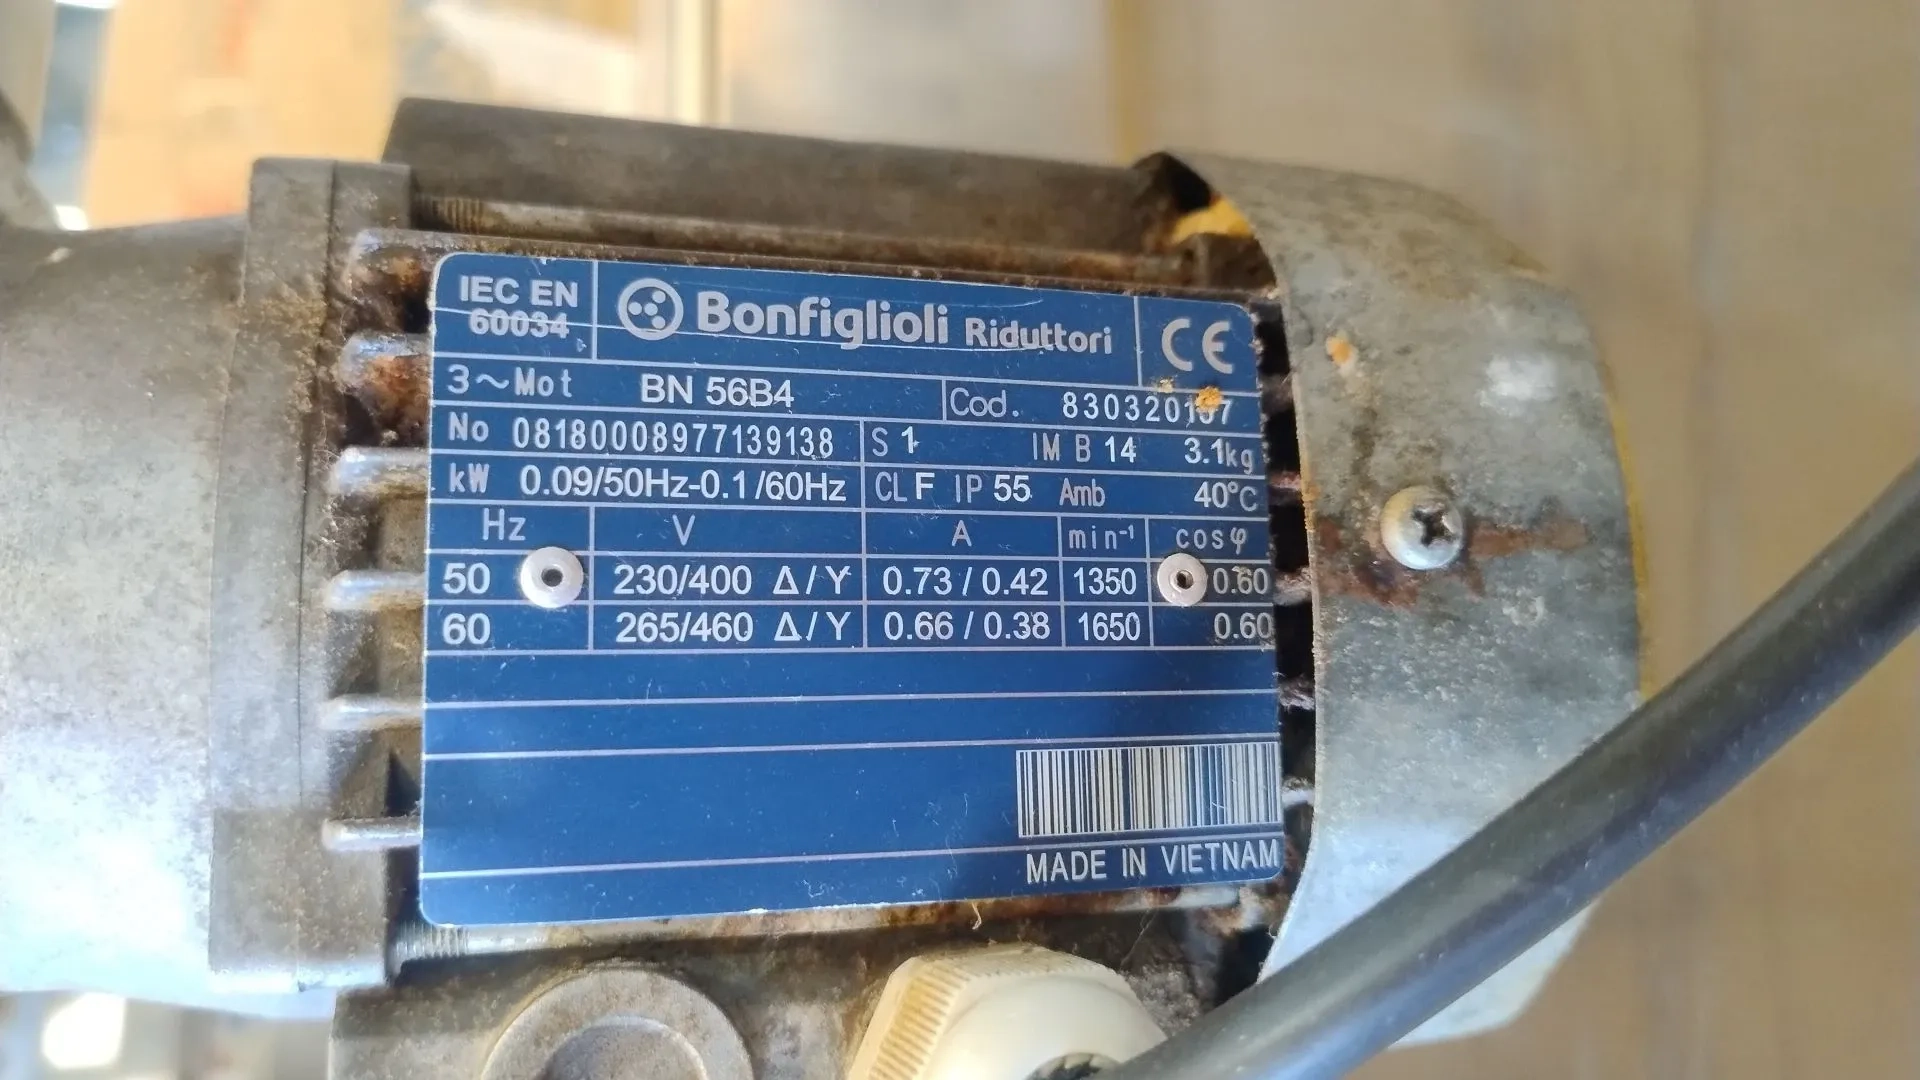 IEC EN
60034
Bonfiglioli Riduttori
CE
3~Mot BN 56B4 Cod.
No 08180008977139138 S 1 IM B 14 3.1kg
kW 0.09/50Hz-0.1/60Hz CL F IP 55 Amb 40°C
Hz V A min⁻¹ cosφ
50 230/400 Δ/Y 0.73/0.42 1350 0.60
60 265/460 Δ/Y 0.66/0.38 1650 0.60
MADE IN VIETNAM